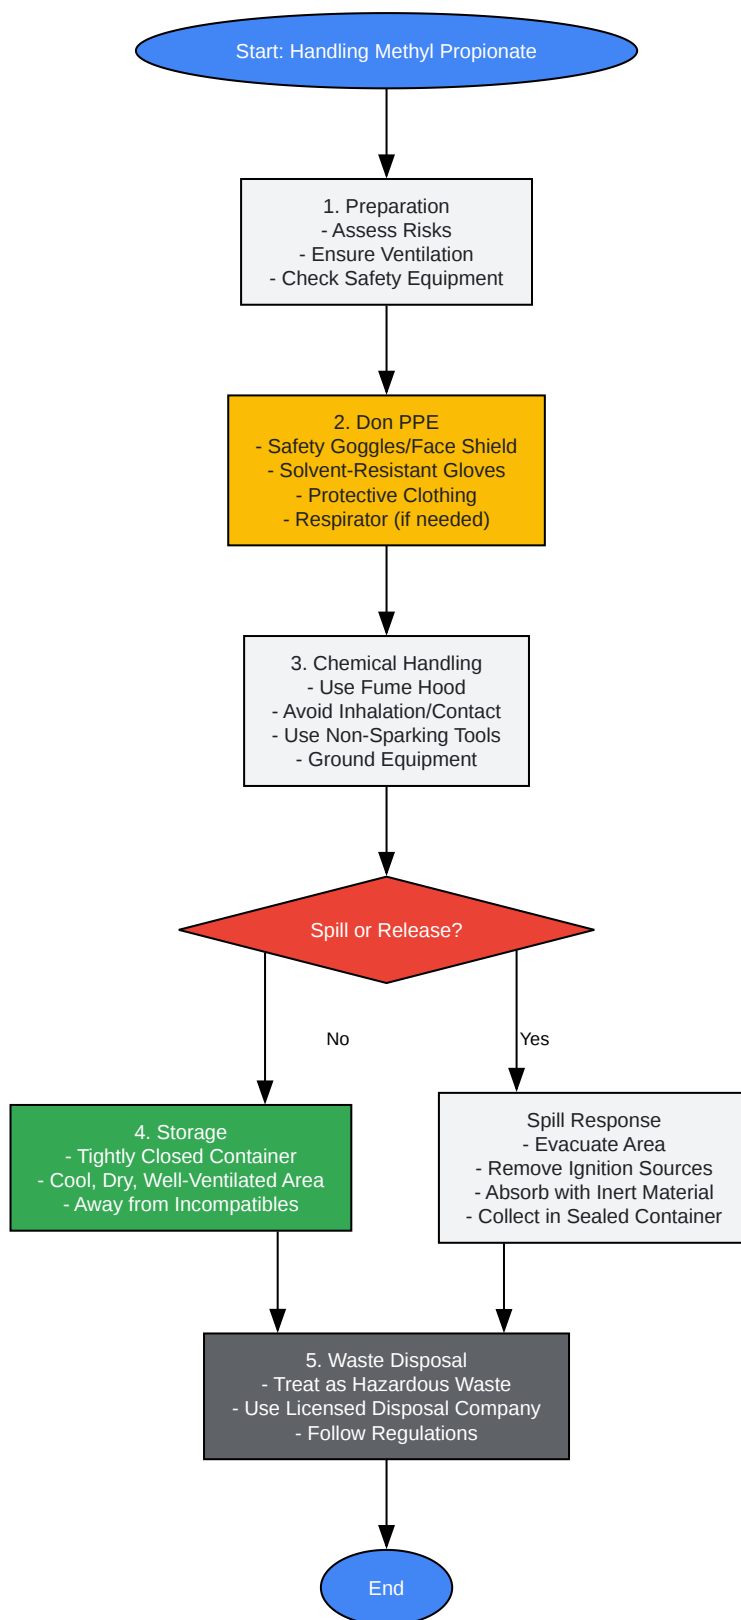 Start: Handling Methyl Propionate
1. Preparation
- Assess Risks
- Ensure Ventilation
- Check Safety Equipment
2. Don PPE
- Safety Goggles/Face Shield
- Solvent-Resistant Gloves
- Protective Clothing
- Respirator (if needed)
3. Chemical Handling
- Use Fume Hood
- Avoid Inhalation/Contact
- Use Non-Sparking Tools
- Ground Equipment
Spill or Release?
No
Yes
4. Storage
- Tightly Closed Container
- Cool, Dry, Well-Ventilated Area
- Away from Incompatibles
Spill Response
- Evacuate Area
- Remove Ignition Sources
- Absorb with Inert Material
- Collect in Sealed Container
5. Waste Disposal
- Treat as Hazardous Waste
- Use Licensed Disposal Company
- Follow Regulations
End